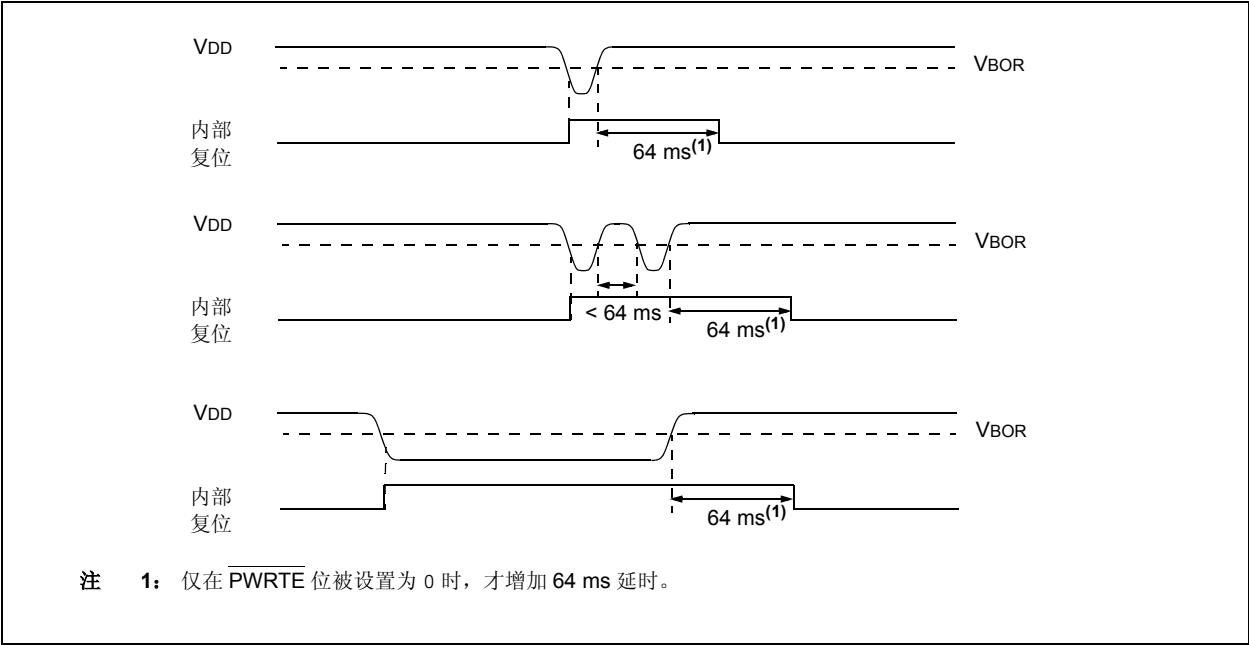 VDD
VBOR
内部
复位
64 ms(1)
VDD
VBOR
内部
复位
< 64 ms
64 ms(1)
VDD
VBOR
内部
复位
64 ms(1)
注 1： 仅在 PWRTE 位被设置为 0 时，才增加 64 ms 延时。